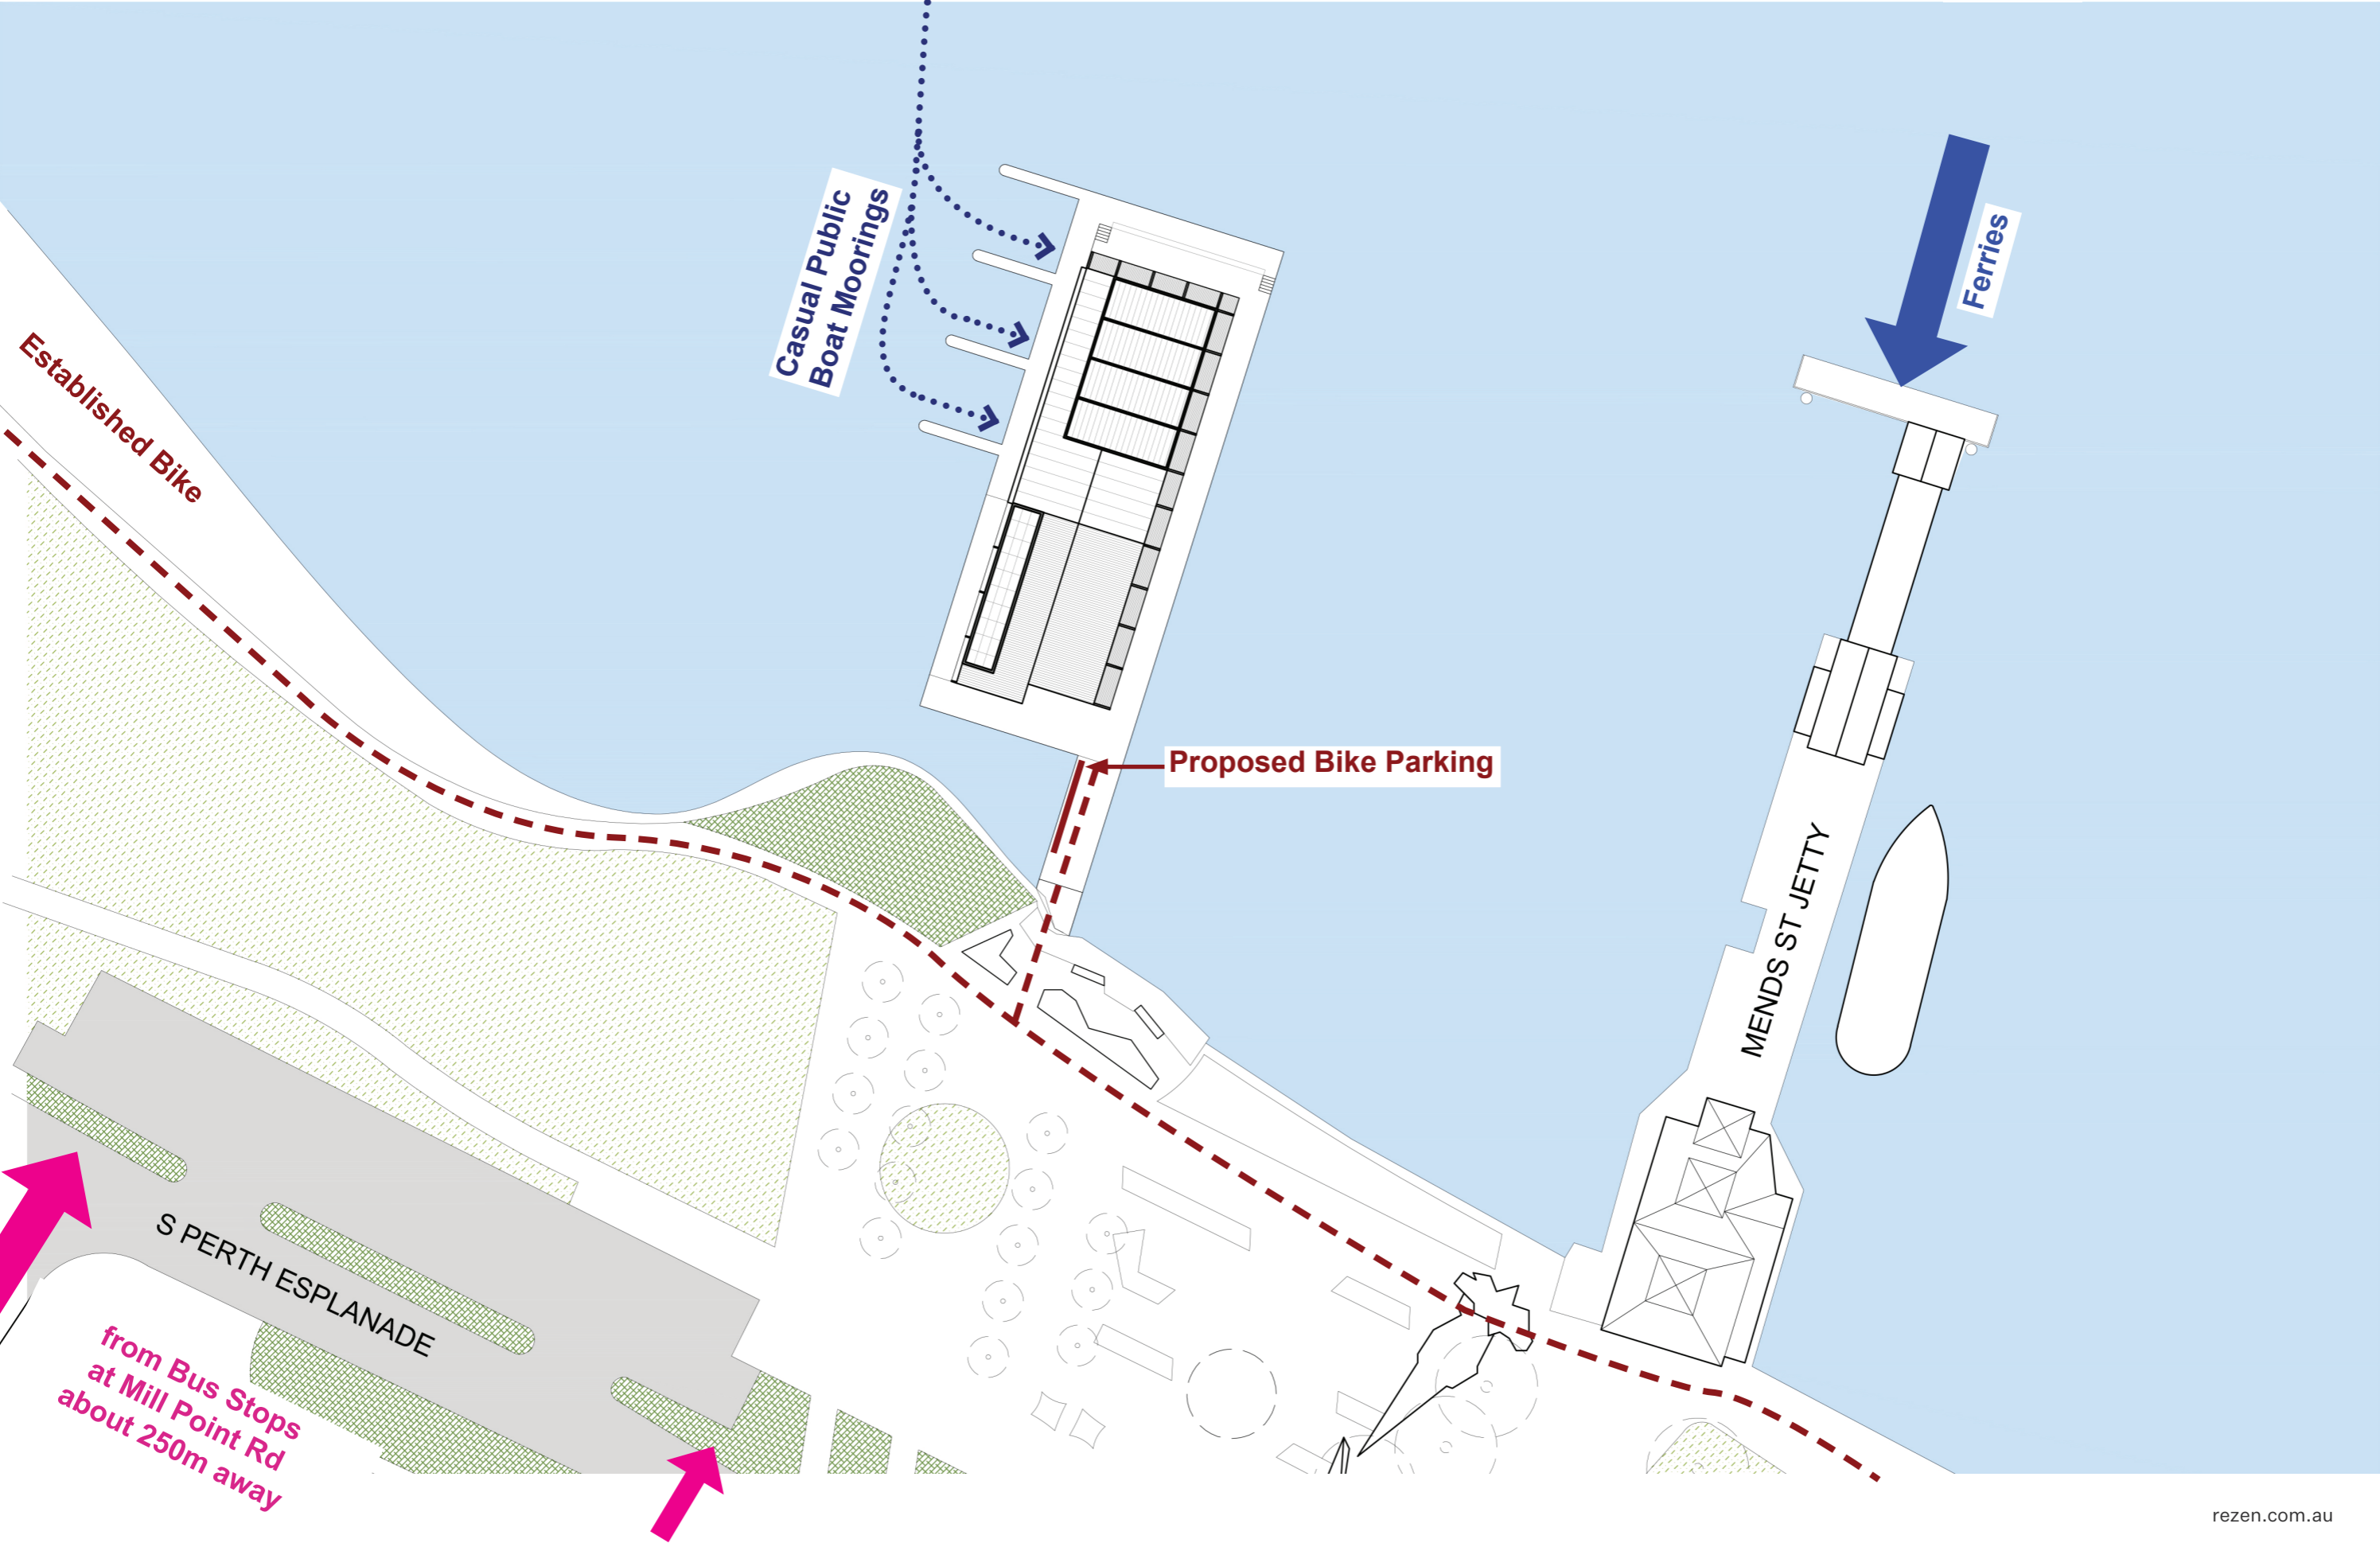 Casual Public
Boat Moorings
Ferries
Established Bike
Proposed Bike Parking
MENDS ST JETTY
S PERTH ESPLANADE
from Bus Stops
at Mill Point Rd
about 250m away
rezen.com.au